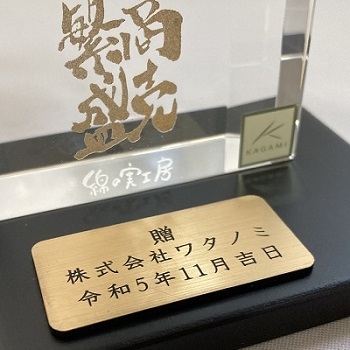 商売
繁盛
綿の実工房
KAGAMI
贈
株式会社ワタノミ
令和5年11月吉日